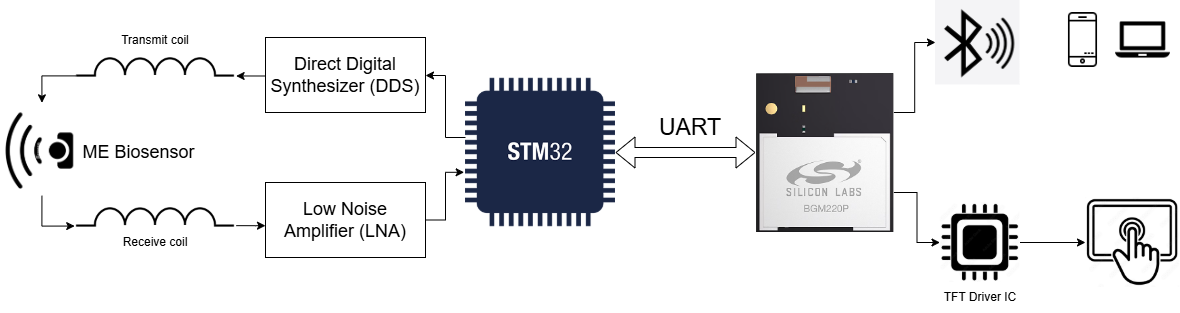 Transmit coil
Direct Digital
Synthesizer (DDS)
ME Biosensor
Receive coil
Low Noise
Amplifier (LNA)
STM32
UART
SILICON LABS
BGM220P
TFT Driver IC